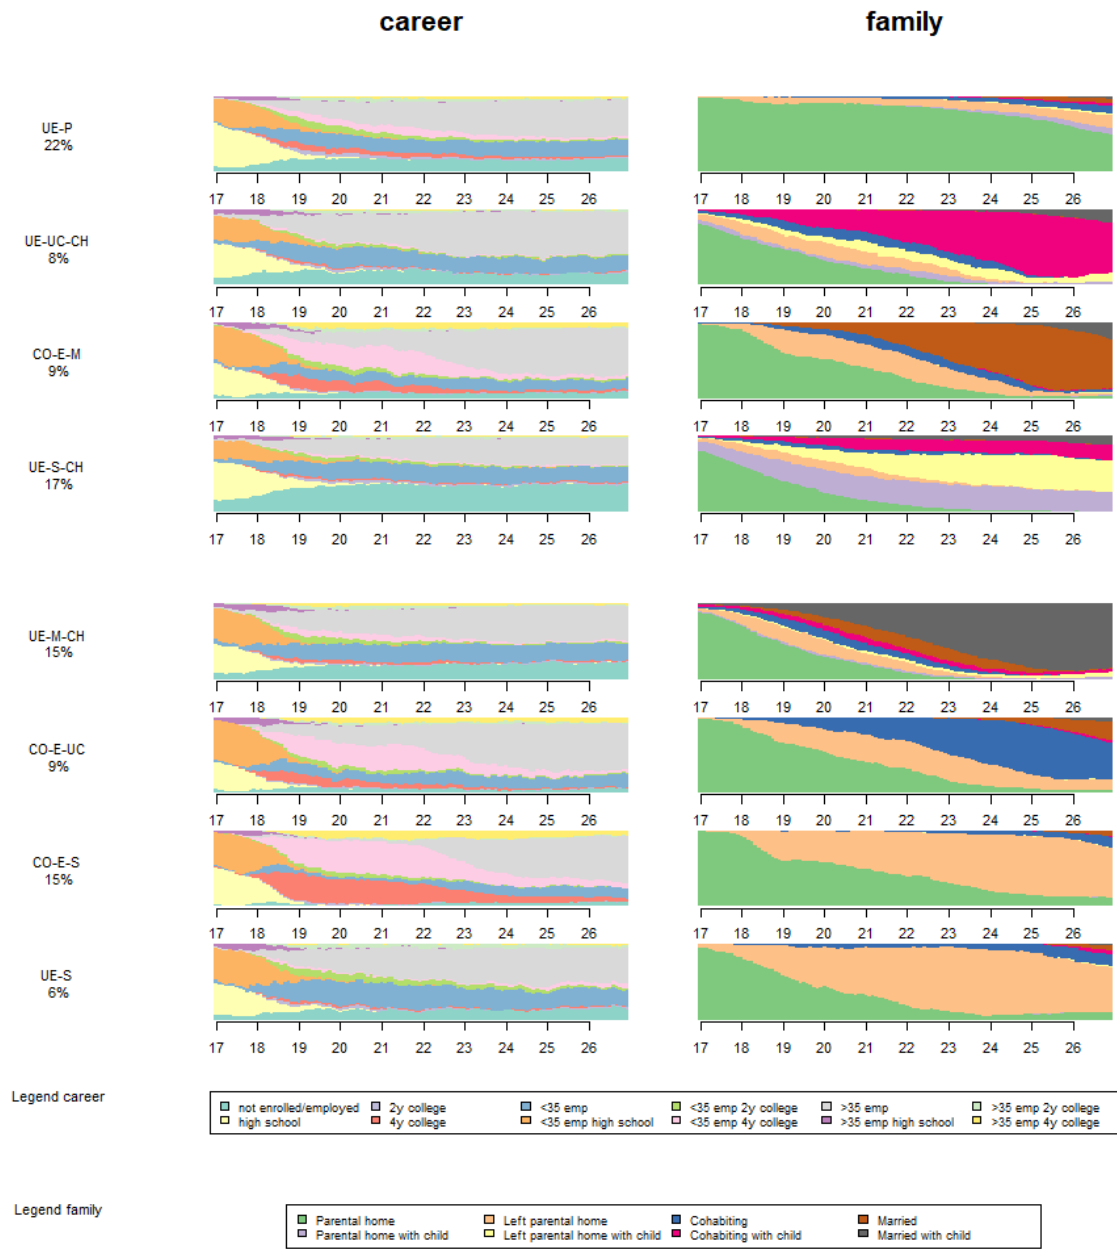 career family
UE-P
22%
17 18 19 20 21 22 23 24 25 26 17 18 19 20 21 22 23 24 25 26
UE-UC-CH
8%
17 18 19 20 21 22 23 24 25 26 17 18 19 20 21 22 23 24 25 26
CO-E-M
9%
17 18 19 20 21 22 23 24 25 26 17 18 19 20 21 22 23 24 25 26
UE-S-CH
17%
17 18 19 20 21 22 23 24 25 26 17 18 19 20 21 22 23 24 25 26
UE-M-CH
15%
17 18 19 20 21 22 23 24 25 26 17 18 19 20 21 22 23 24 25 26
CO-E-UC
9%
17 18 19 20 21 22 23 24 25 26 17 18 19 20 21 22 23 24 25 26
CO-E-S
15%
17 18 19 20 21 22 23 24 25 26 17 18 19 20 21 22 23 24 25 26
UE-S
6%
17 18 19 20 21 22 23 24 25 26 17 18 19 20 21 22 23 24 25 26
Legend career
not enrolled/employed 2y college <35 emp <35 emp 2y college >35 emp >35 emp 2y college
high school 4y college <35 emp high school <35 emp 4y college >35 emp high school >35 emp 4y college
Legend family
Parental home Left parental home Cohabiting Married
Parental home with child Left parental home with child Cohabiting with child Married with child